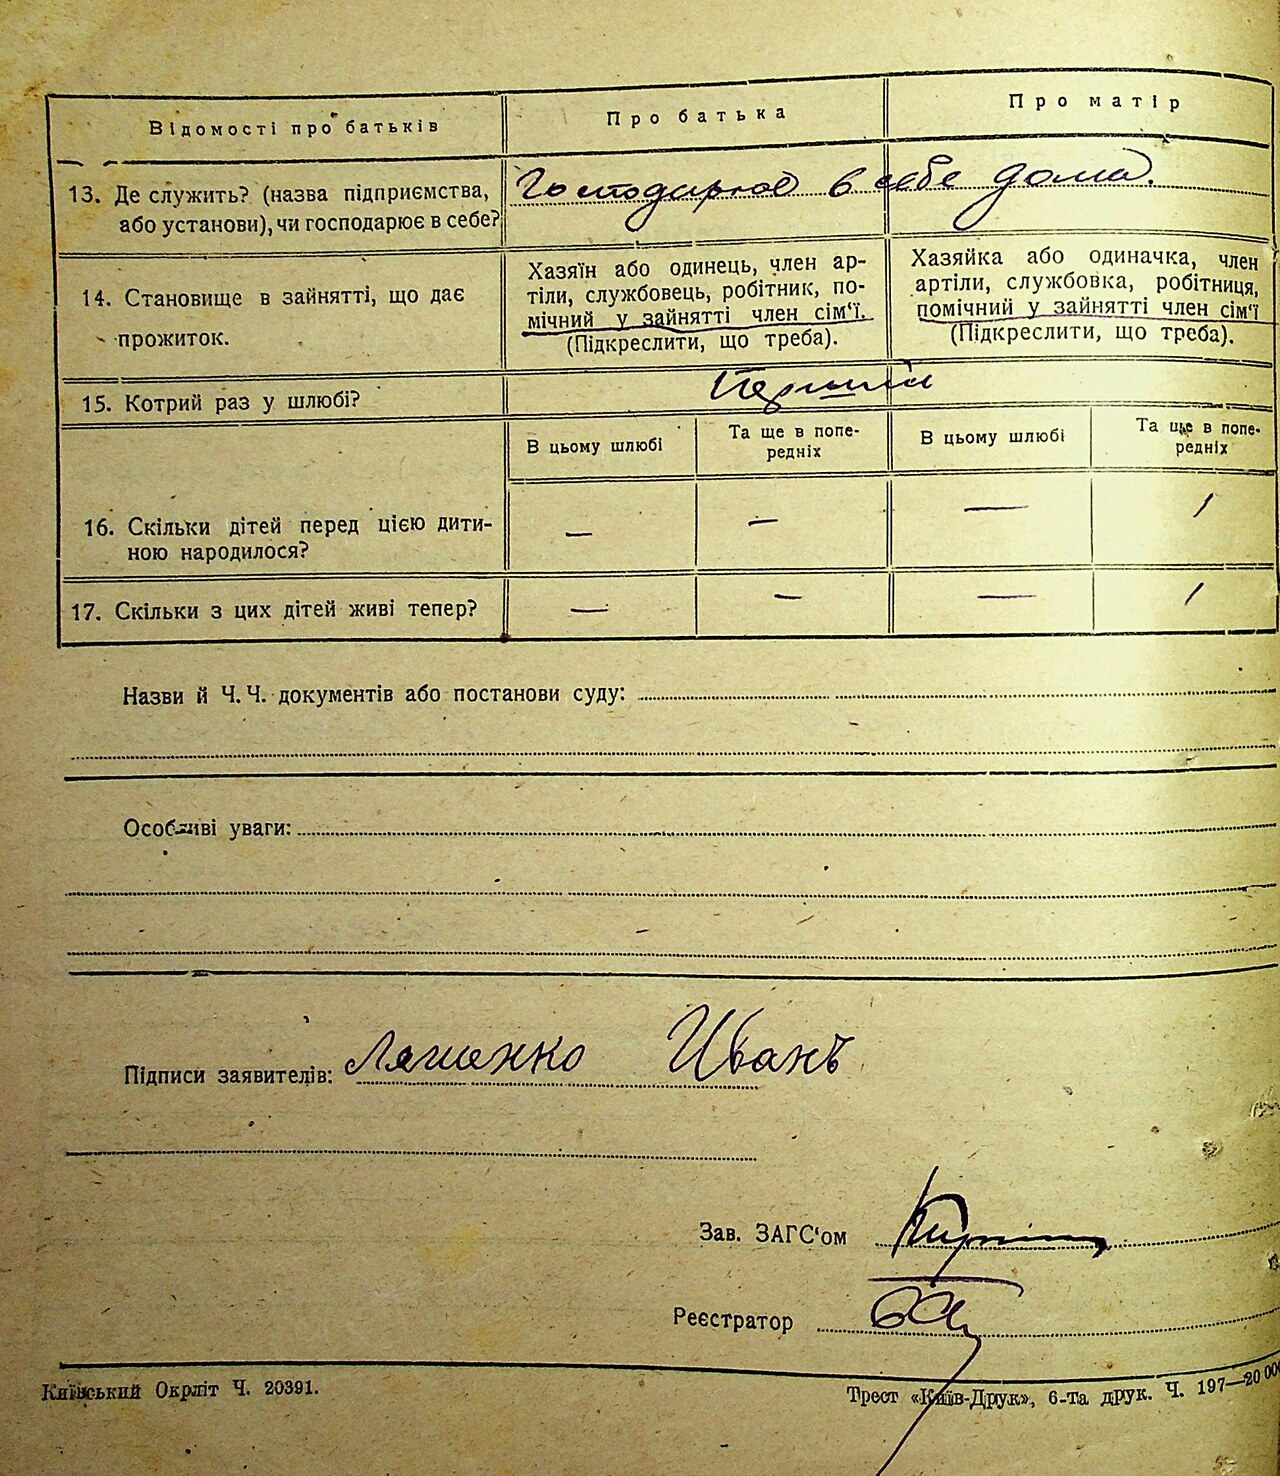 Відомості про батьків
Про батька
Про матір
13. Де служить? (назва підприємства,
або установи), чи господарює в себе?
Господарює в себе дома.
14. Становище в зайнятті, що дає
прожиток.
Хазяїн або одинець, член ар-
тіли, службовець, робітник, по-
мічний у зайнятті член сім‘ї.
(Підкреслити, що треба).
Хазяйка або одиначка, член
артіли, службовка, робітниця,
помічний у зайнятті член сім‘ї
(Підкреслити, що треба).
15. Котрий раз у шлюбі?
Перший
В цьому шлюбі
Та ще в попе-
редніх
В цьому шлюбі
Та ще в попе-
редніх
16. Скільки дітей перед цією дити-
ною народилося?
— — — 1
17. Скільки з цих дітей живі тепер?
— — — 1
Назви й Ч. Ч. документів або постанови суду:
Особливі уваги:
Підписи заявителів: Ляшенко Иванъ
Зав. ЗАГС‘ом
Реєстратор
Київський Окрліт Ч. 20391.
Трест «Київ-Друк», 6-та друк. Ч. 197—20 000